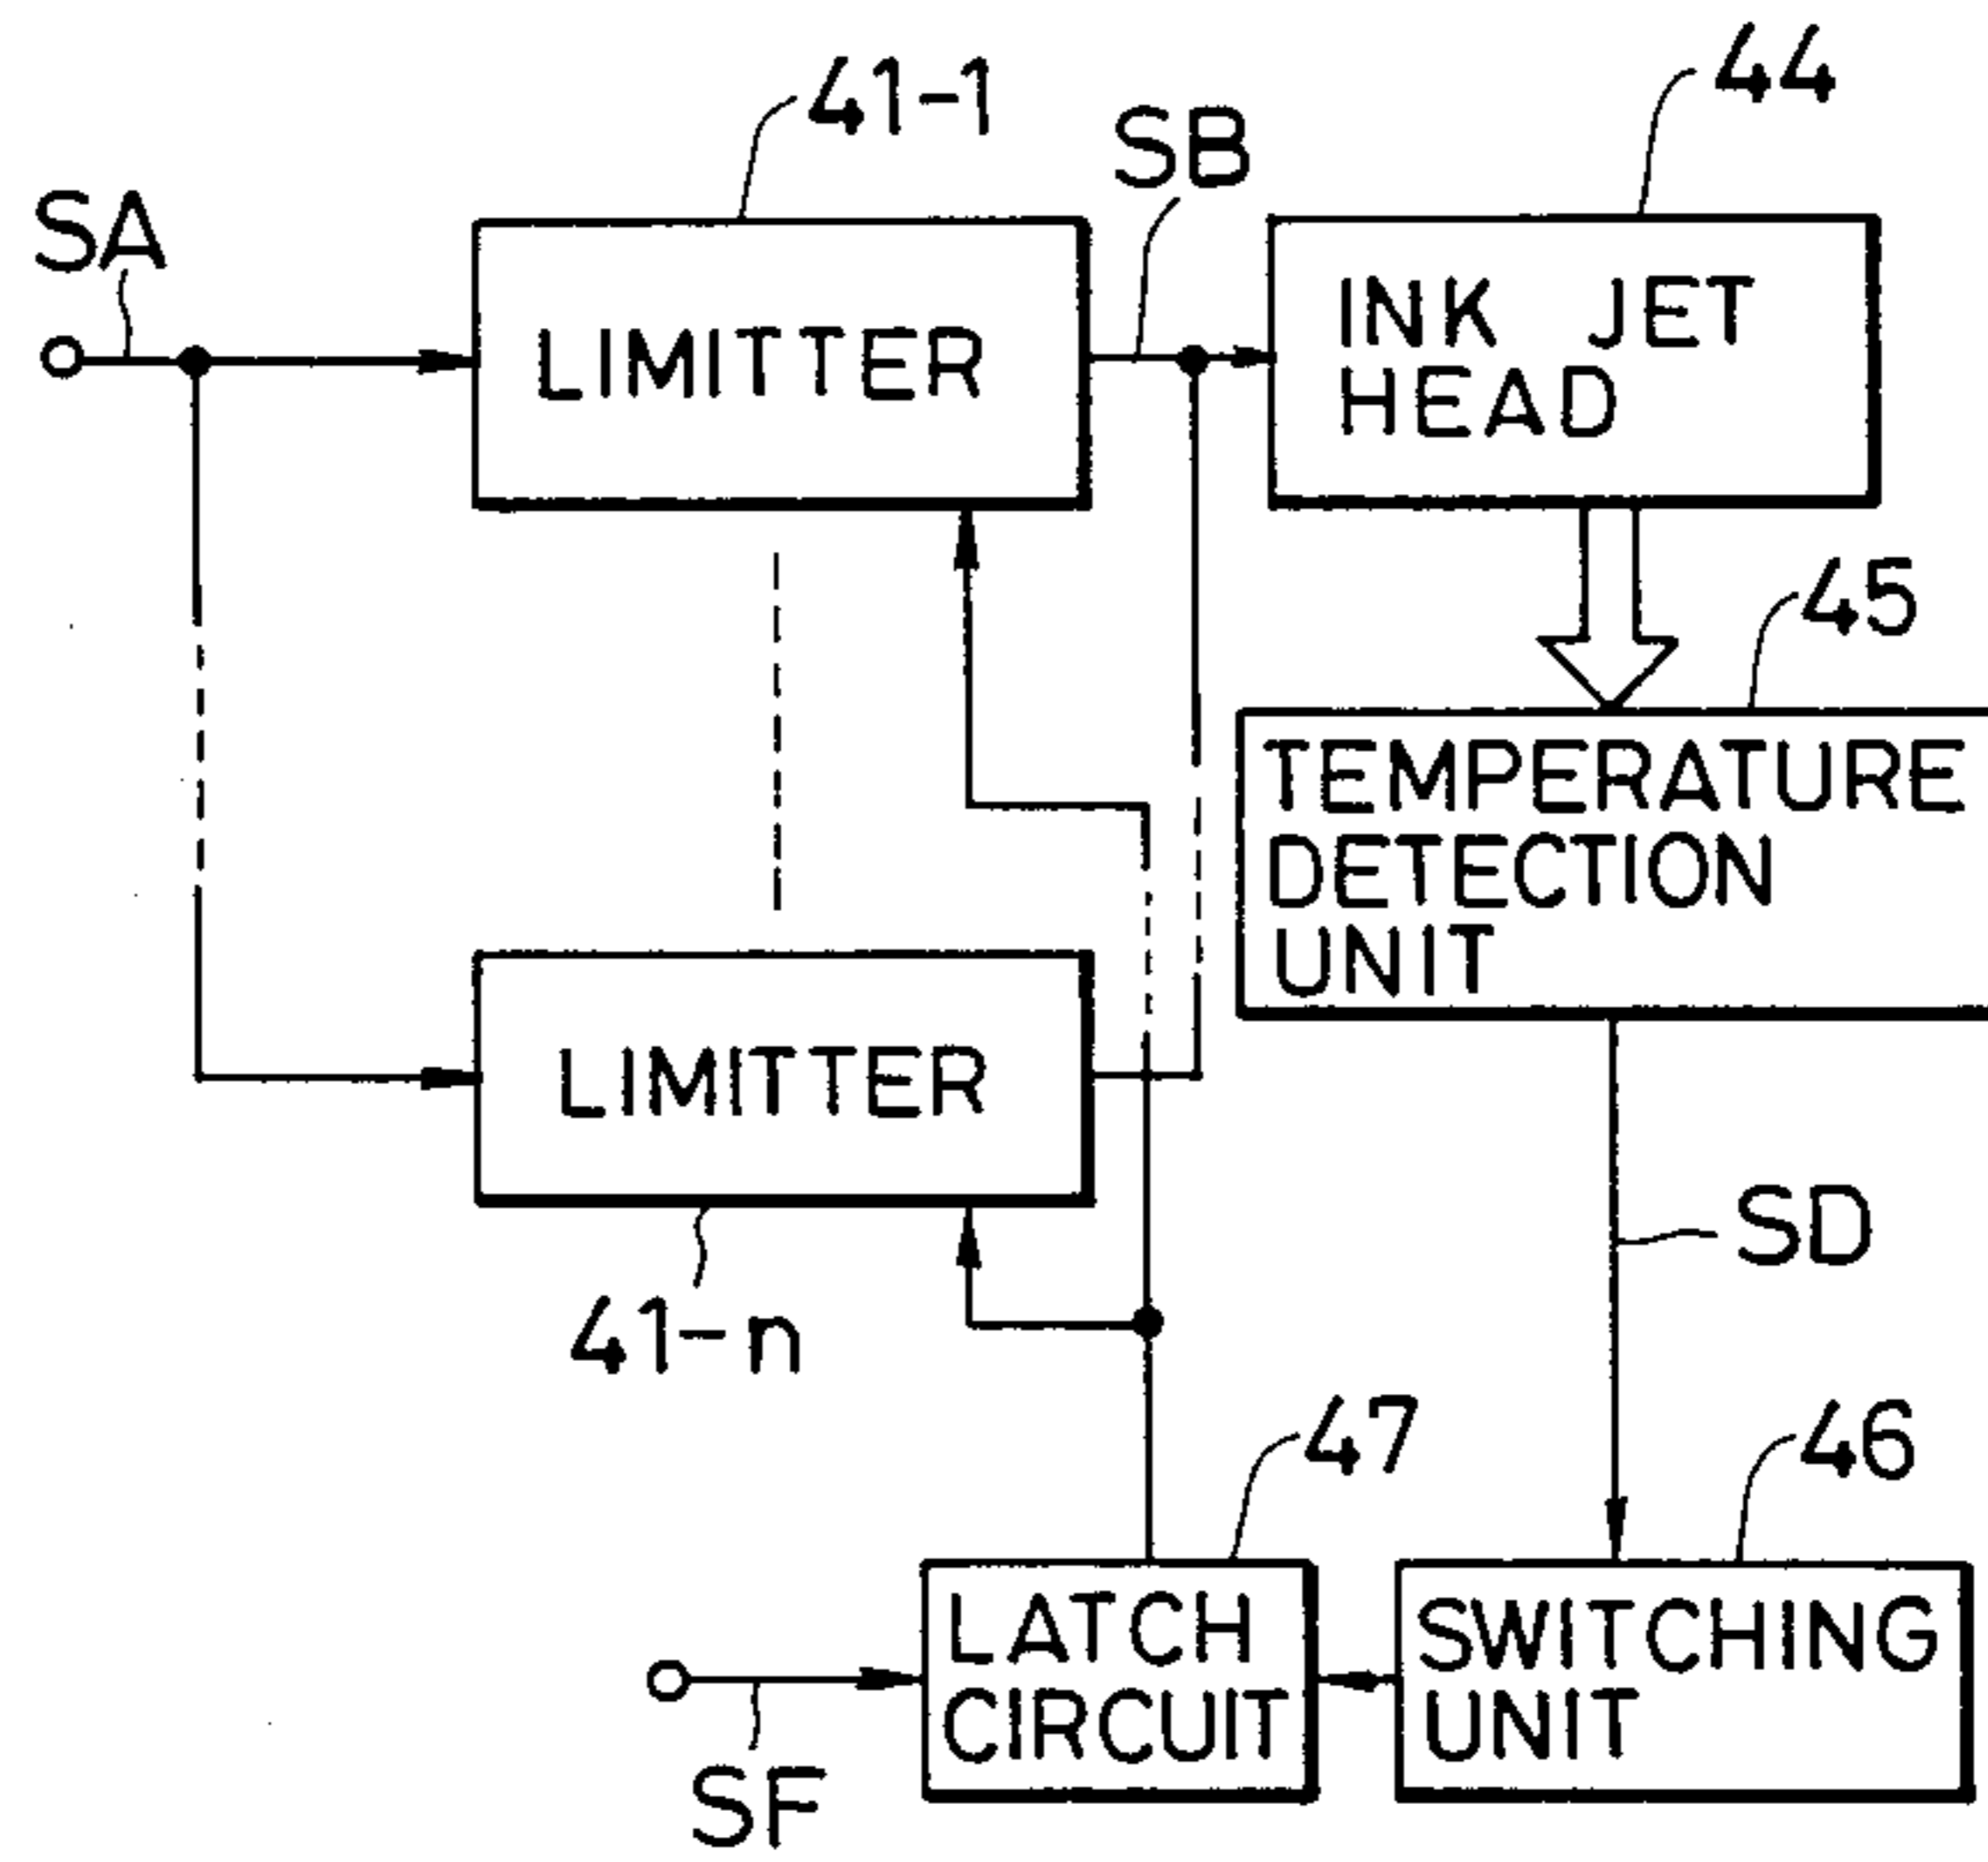 41-1
44
SB
SA
LIMITTER
INK JET
HEAD
45
TEMPERATURE
DETECTION
UNIT
LIMITTER
SD
41-n
47
46
LATCH
CIRCUIT
SWITCHING
UNIT
SF